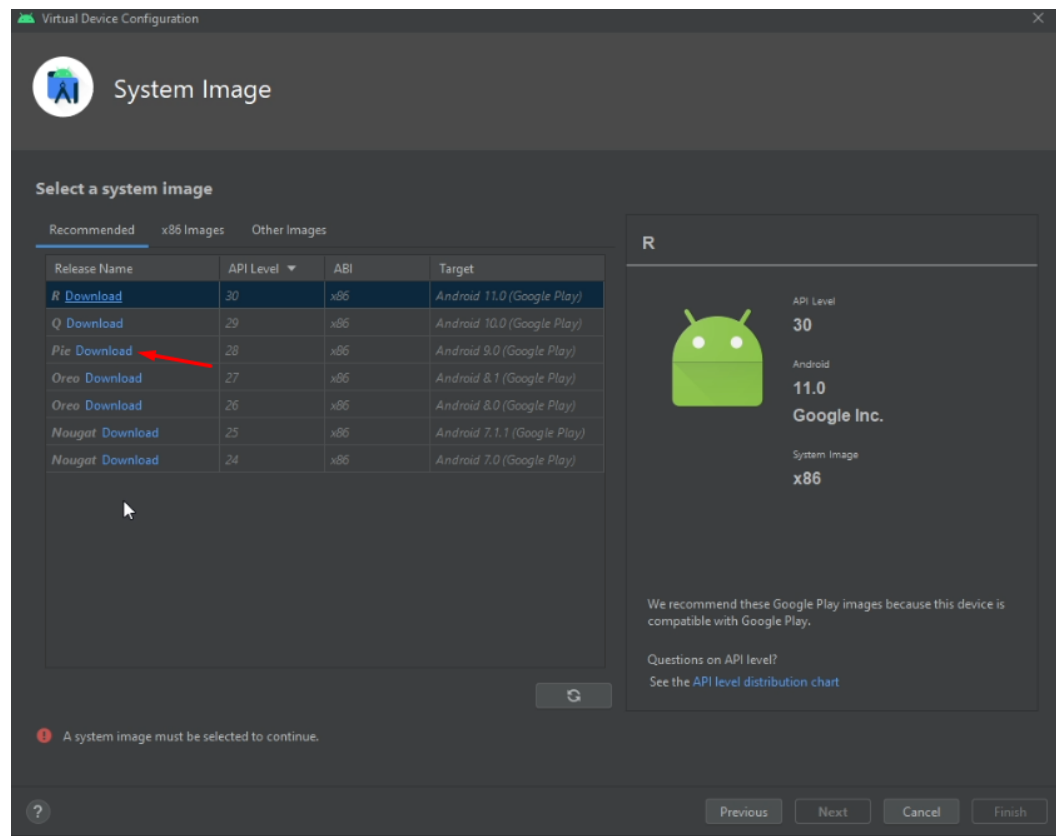 Virtual Device Configuration
System Image
Select a system image
Recommended x86 Images Other Images
Release Name API Level ABI Target
R Download 30 x86 Android 11.0 (Google Play)
Q Download 29 x86 Android 10.0 (Google Play)
Pie Download 28 x86 Android 9.0 (Google Play)
Oreo Download 27 x86 Android 8.1 (Google Play)
Oreo Download 26 x86 Android 8.0 (Google Play)
Nougat Download 25 x86 Android 7.1.1 (Google Play)
Nougat Download 24 x86 Android 7.0 (Google Play)
R
API Level
30
Android
11.0
Google Inc.
System Image
x86
We recommend these Google Play images because this device is
compatible with Google Play.
Questions on API level?
See the API level distribution chart
A system image must be selected to continue.
? Previous Next Cancel Finish